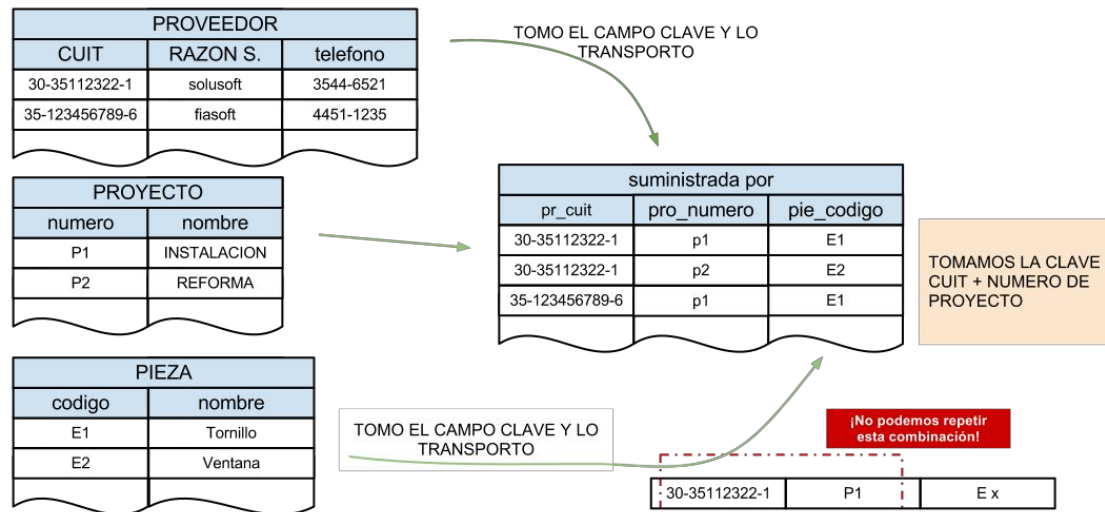 PROVEEDOR
CUIT RAZON S. telefono
30-35112322-1 solusoft 3544-6521
35-123456789-6 fiasoft 4451-1235
TOMO EL CAMPO CLAVE Y LO
TRANSPORTO
PROYECTO
numero nombre
P1 INSTALACION
P2 REFORMA
suministrada por
pr_cuit pro_numero pie_codigo
30-35112322-1 p1 E1
30-35112322-1 p2 E2
35-123456789-6 p1 E1
TOMAMOS LA CLAVE
CUIT + NUMERO DE
PROYECTO
PIEZA
codigo nombre
E1 Tornillo
E2 Ventana
TOMO EL CAMPO CLAVE Y LO
TRANSPORTO
¡No podemos repetir
esta combinación!
30-35112322-1 P1 E x